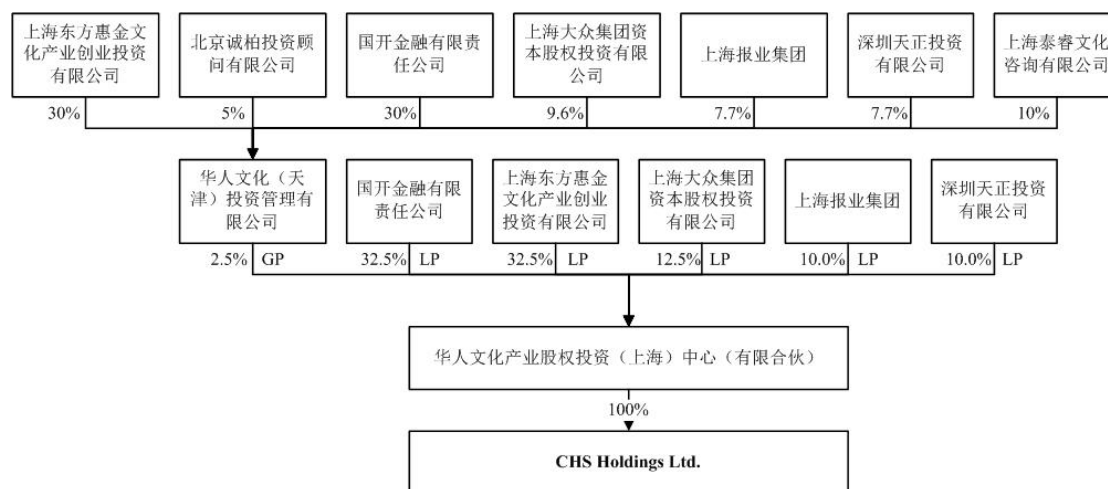 上海东方惠金文
化产业创业投资
有限公司
北京诚柏投资顾
问有限公司
国开金融有限责
任公司
上海大众集团资
本股权投资有限公
司
上海报业集团
深圳天正投资有
限公司
上海泰睿文化
咨询有限公司
30%
5%
30%
9.6%
7.7%
7.7%
10%
华人文化（天
津）投资管理有
限公司
国开金融有限
责任公司
上海东方惠金
文化产业创业
投资有限公司
上海大众集团
资本股权投资
有限公司
上海报业集团
深圳天正投资
有限公司
2.5% GP
32.5% LP
32.5% LP
12.5% LP
10.0% LP
10.0% LP
华人文化产业股权投资（上海）中心（有限合伙）
100%
CHS Holdings Ltd.